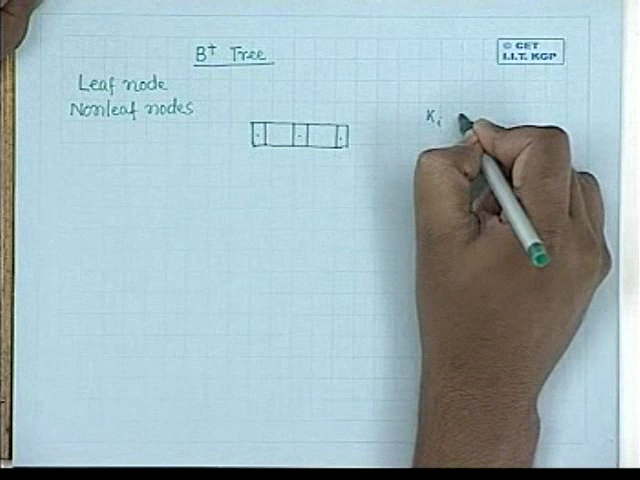 B+ Tree
© CET
I.I.T. KGP
Leaf node
Nonleaf nodes
Ki